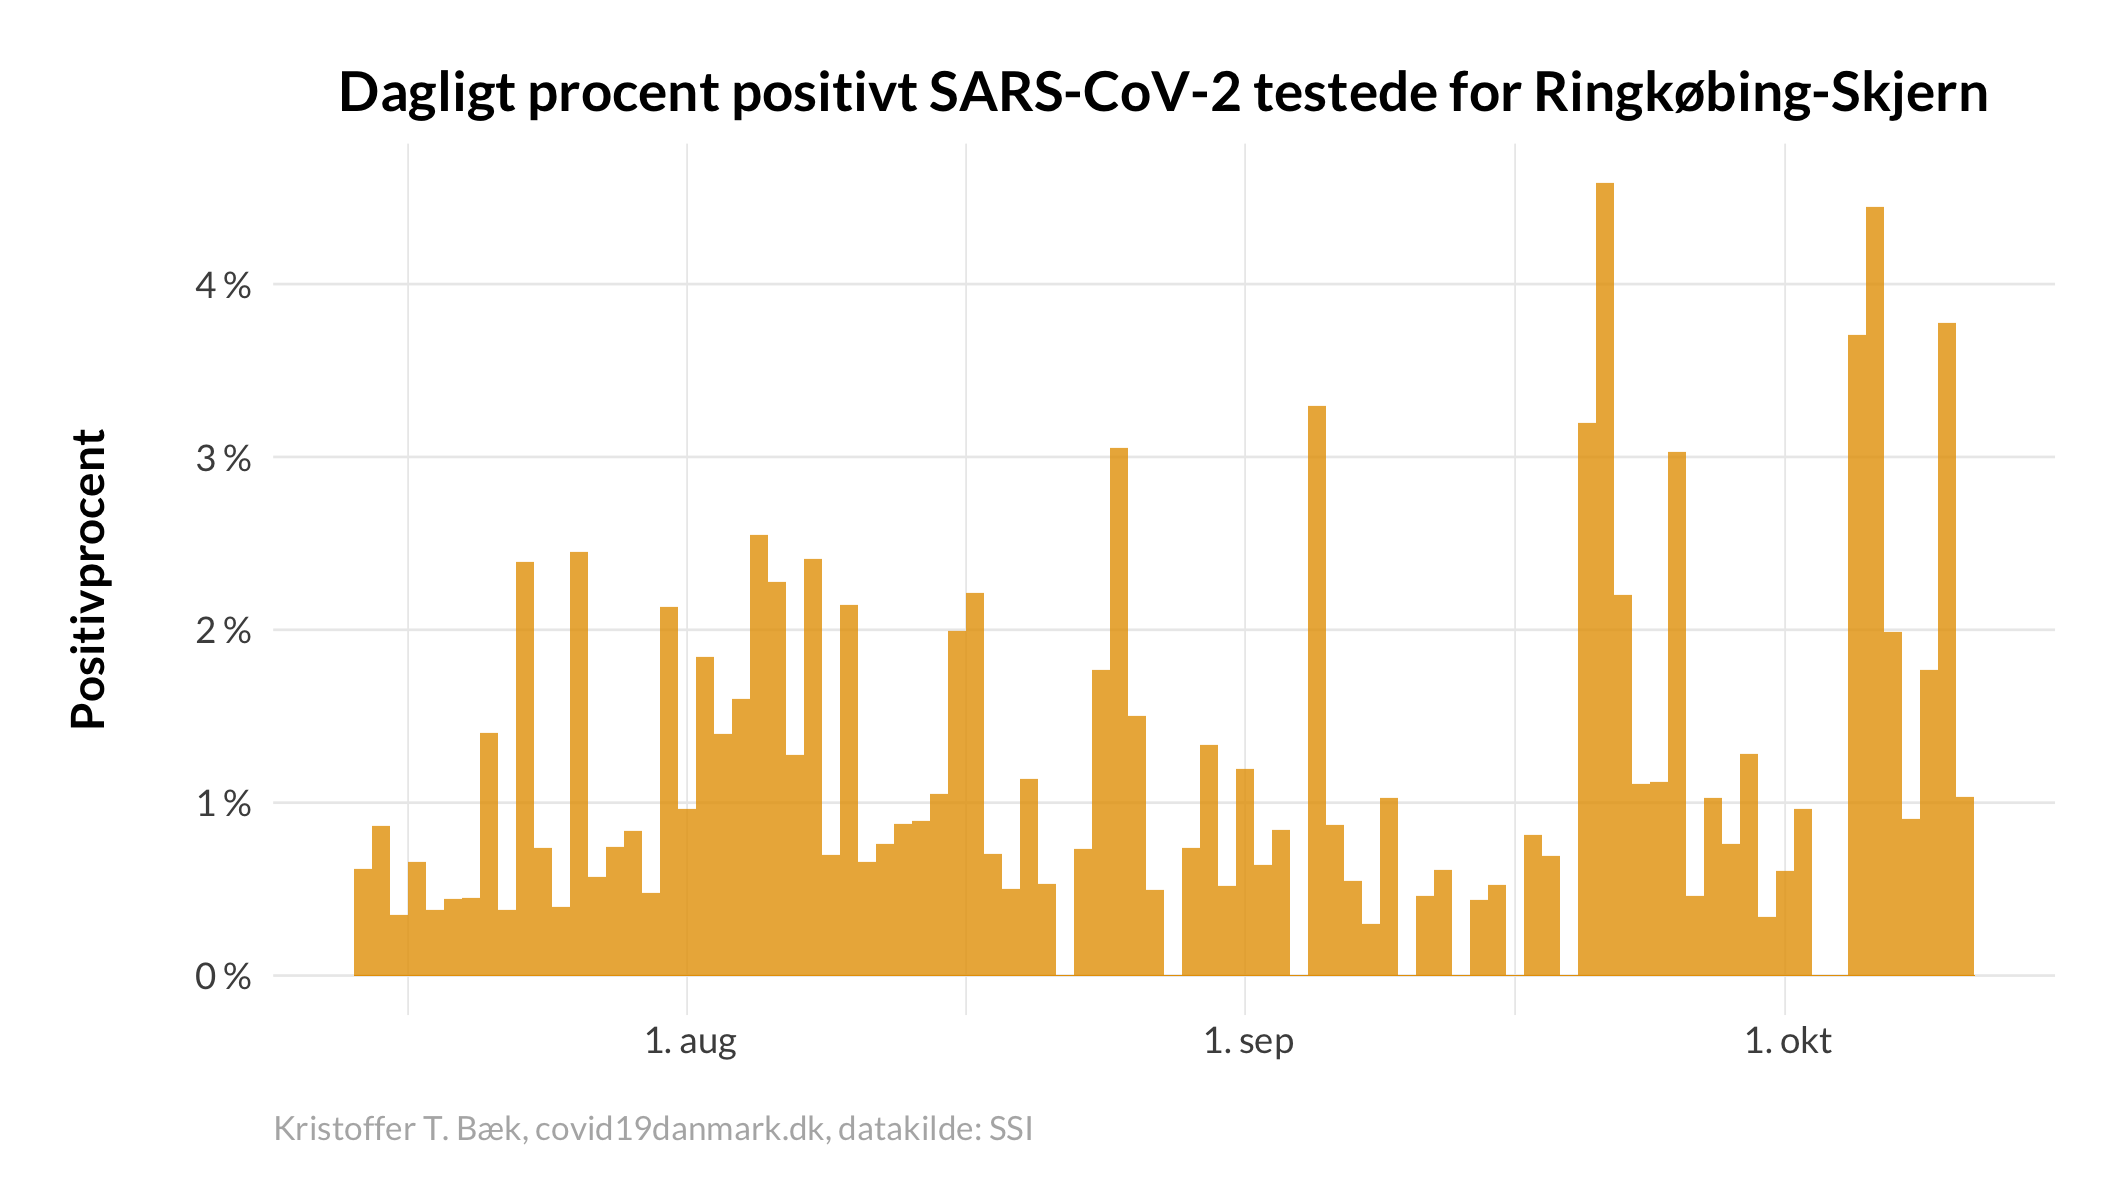 Dagligt procent positivt SARS-CoV-2 testede for Ringkøbing-Skjern
Positivprocent
4 %
3 %
2 %
1 %
0 %
1. aug
1. sep
1. okt
Kristoffer T. Bæk, covid19danmark.dk, datakilde: SSI